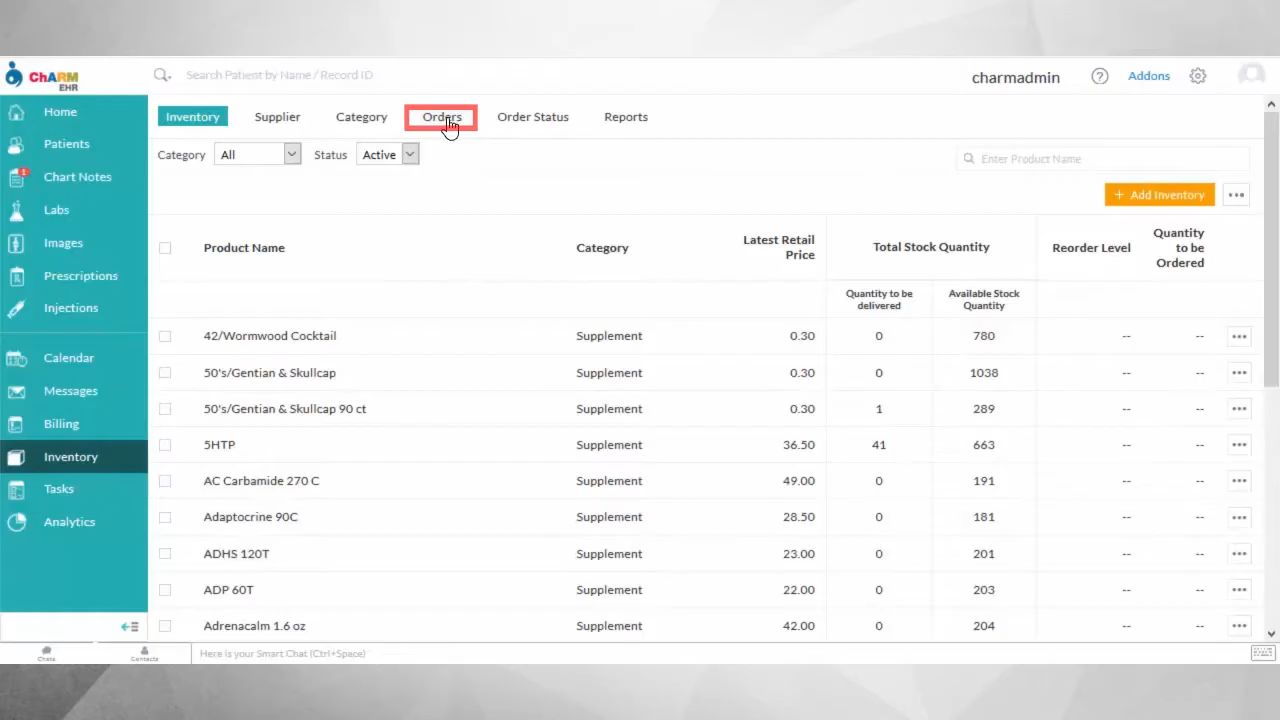 ChARM
EHR
Search Patient by Name / Record ID
charmadmin
?
Addons
Home
Patients
1
Chart Notes
Labs
Images
Prescriptions
Injections
Calendar
Messages
Billing
Inventory
Tasks
Analytics
Inventory Supplier Category Orders Order Status Reports
Category All Status Active
Enter Product Name
+ Add Inventory
Product Name Category Latest Retail Price Total Stock Quantity Reorder Level Quantity to be Ordered
Quantity to be delivered Available Stock Quantity
42/Wormwood Cocktail Supplement 0.30 0 780 -- --
50's/Gentian & Skullcap Supplement 0.30 0 1038 -- --
50's/Gentian & Skullcap 90 ct Supplement 0.30 1 289 -- --
5HTP Supplement 36.50 41 663 -- --
AC Carbamide 270 C Supplement 49.00 0 191 -- --
Adaptocrine 90C Supplement 28.50 0 181 -- --
ADHS 120T Supplement 23.00 0 201 -- --
ADP 60T Supplement 22.00 0 203 -- --
Adrenacalm 1.6 oz Supplement 42.00 0 204 -- --
Chats
Contacts
Here is your Smart Chat (Ctrl+Space)